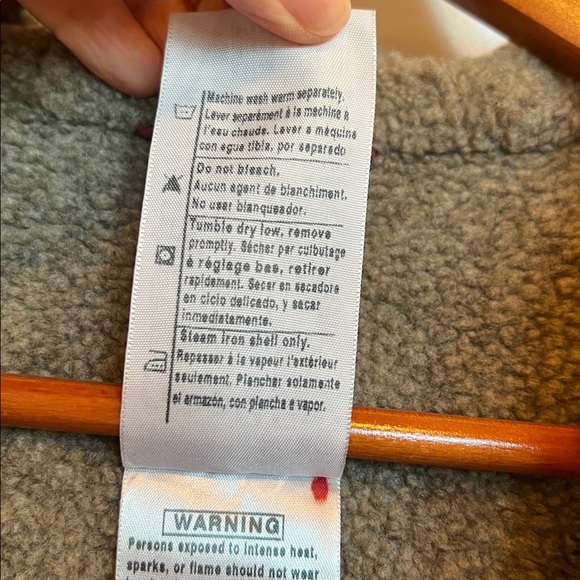 Machine wash warm separately.
Laver séparément à la machine à
l'eau chaude. Lavar a máquina
con agua tibia, por separado
Do not bleach.
Aucun agent de blanchiment.
No usar blanqueador.
Tumble dry low, remove
promptly. Sécher par culbutage
à réglage bas, retirer
rapidement. Secar en secadora
en ciclo delicado, y sacar
inmediatamente.
Steam iron shell only.
Repasser à la vapeur l'extérieur
seulement. Planchar solamente
el armazón, con plancha a vapor.
WARNING
Persons exposed to intense heat,
sparks, or flame should not wear